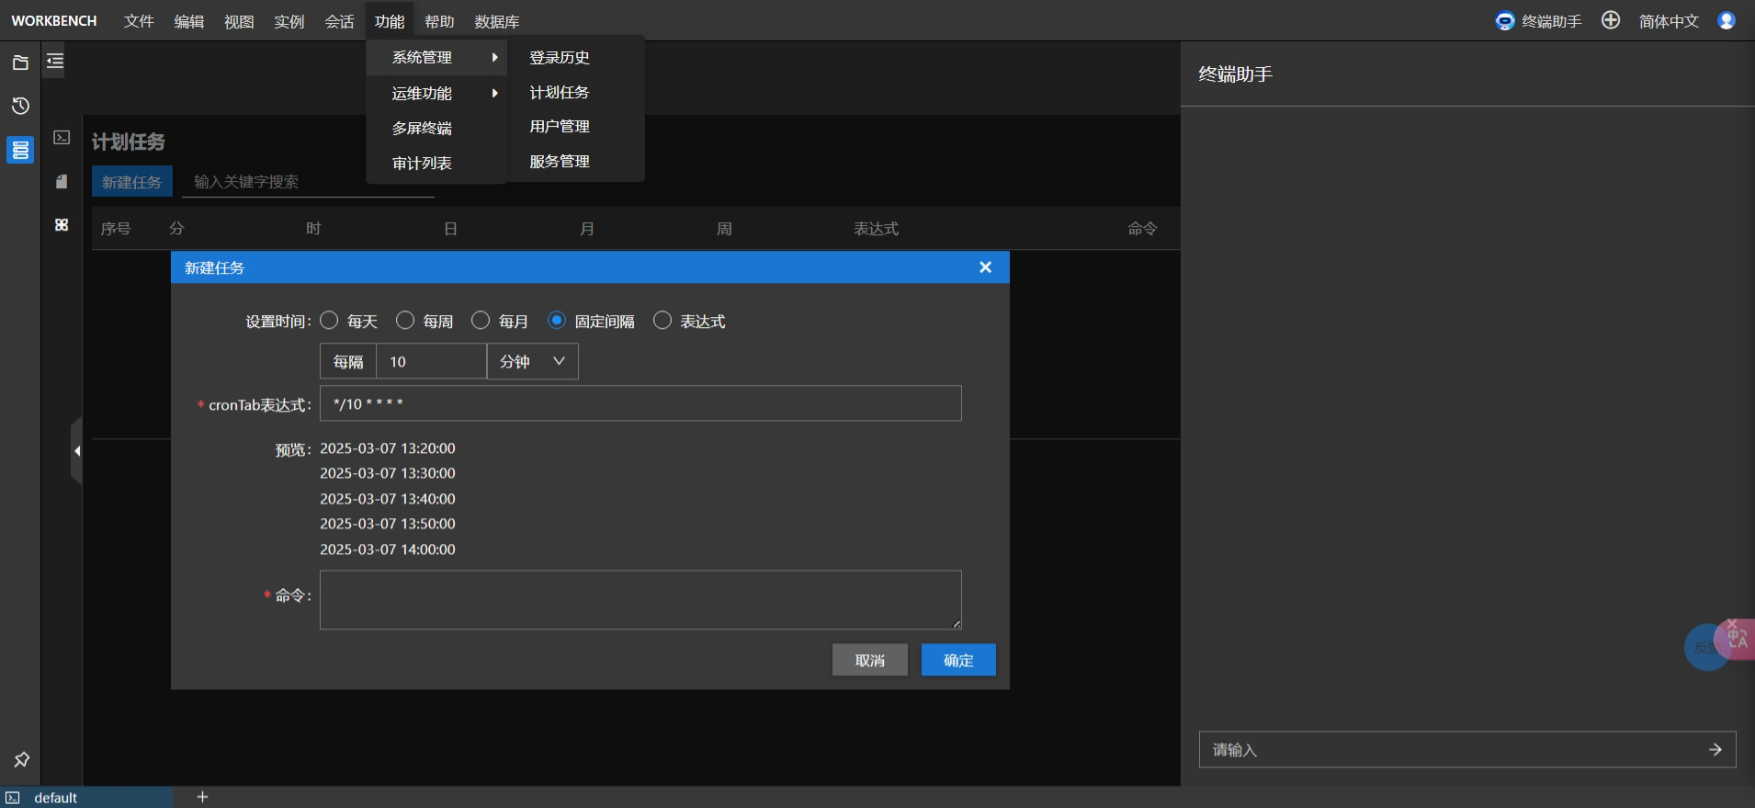 WORKBENCH 文件 编辑 视图 实例 会话 功能 帮助 数据库 终端助手 简体中文
系统管理 登录历史
运维功能 计划任务
多屏终端 用户管理
审计列表 服务管理
终端助手
计划任务
新建任务 输入关键字搜索
序号 分 时 日 月 周 表达式 命令
新建任务
设置时间: 每天 每周 每月 固定间隔 表达式
每隔 10 分钟
* cronTab表达式: */10 * * * *
预览: 2025-03-07 13:20:00
2025-03-07 13:30:00
2025-03-07 13:40:00
2025-03-07 13:50:00
2025-03-07 14:00:00
* 命令:
取消 确定
请输入
default